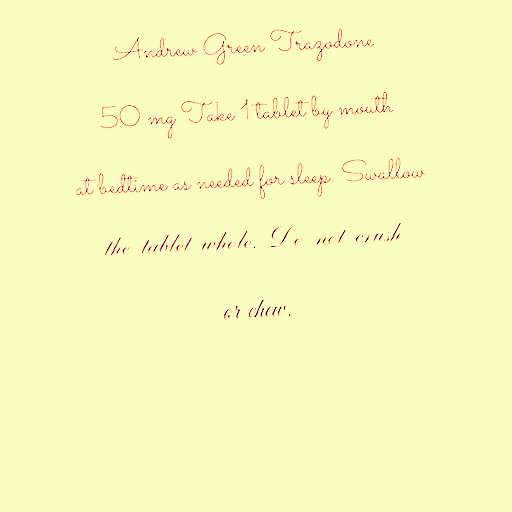 Andrew Green Trazodone
50 mg Take 1 tablet by mouth
at bedtime as needed for sleep. Swallow
the tablet whole. Do not crush
or chew.